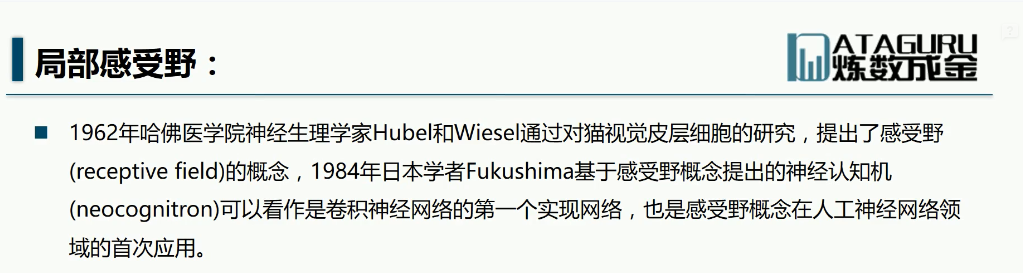 局部感受野：
ATAGURU
炼数成金
■ 1962年哈佛医学院神经生理学家Hubel和Wiesel通过对猫视觉皮层细胞的研究，提出了感受野
(receptive field)的概念，1984年日本学者Fukushima基于感受野概念提出的神经认知机
(neocognitron)可以看作是卷积神经网络的第一个实现网络，也是感受野概念在人工神经网络领
域的首次应用。